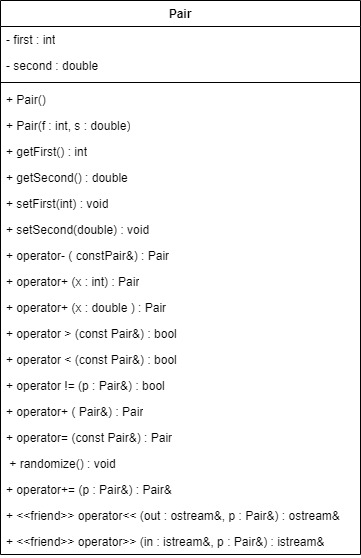 Pair
- first : int
- second : double
+ Pair()
+ Pair(f : int, s : double)
+ getFirst() : int
+ getSecond() : double
+ setFirst(int) : void
+ setSecond(double) : void
+ operator- ( constPair&) : Pair
+ operator+ (x : int) : Pair
+ operator+ (x : double ) : Pair
+ operator > (const Pair&) : bool
+ operator < (const Pair&) : bool
+ operator != (p : Pair&) : bool
+ operator+ ( Pair&) : Pair
+ operator= (const Pair&) : Pair
+ randomize() : void
+ operator+= (p : Pair&) : Pair&
+ <<friend>> operator<< (out : ostream&, p : Pair&) : ostream&
+ <<friend>> operator>> (in : istream&, p : Pair&) : istream&